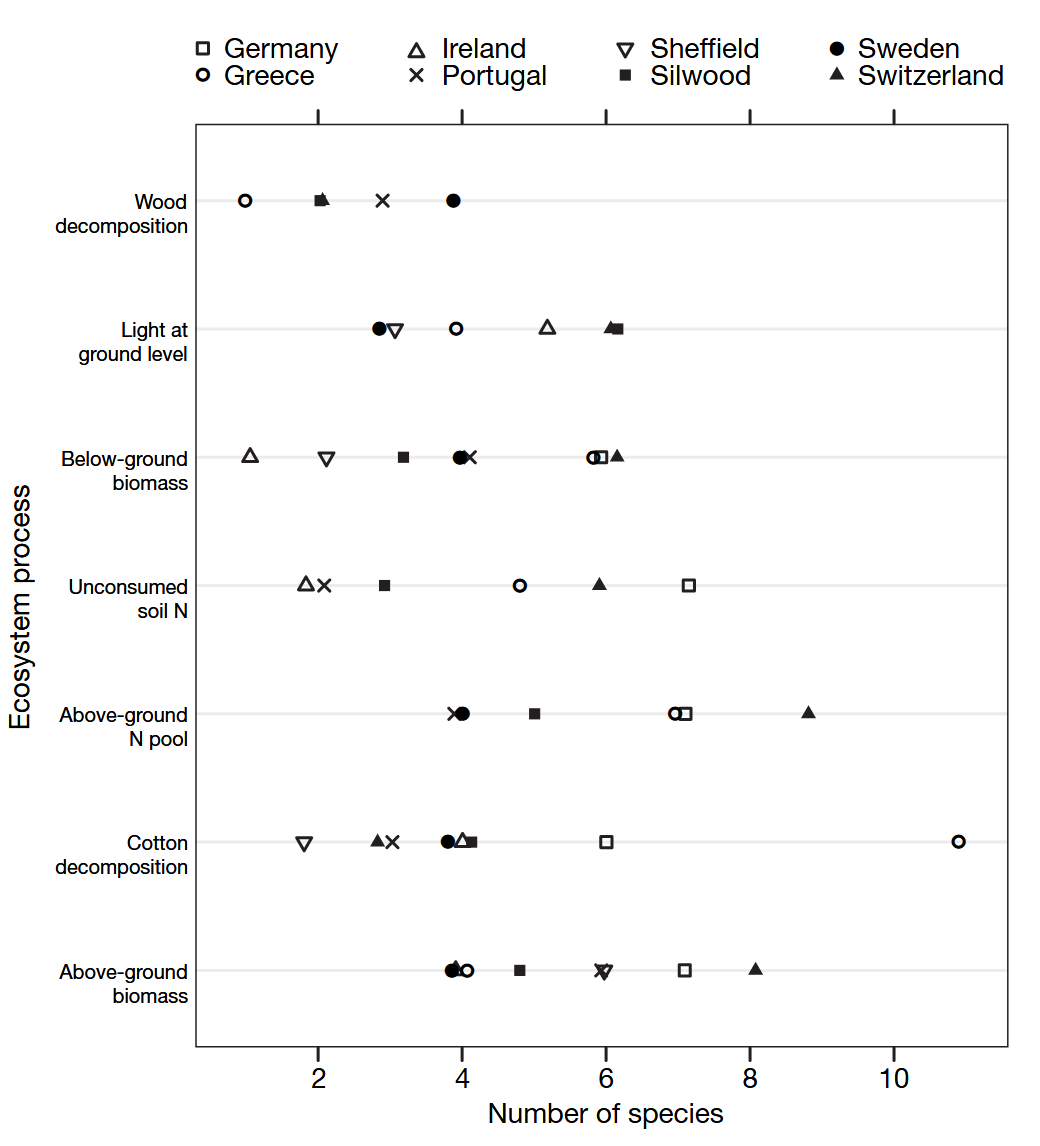 Germany Ireland Sheffield Sweden
Greece Portugal Silwood Switzerland
Wood
decomposition
Light at
ground level
Below-ground
biomass
Unconsumed
soil N
Above-ground
N pool
Cotton
decomposition
Above-ground
biomass
Ecosystem process
2 4 6 8 10
Number of species